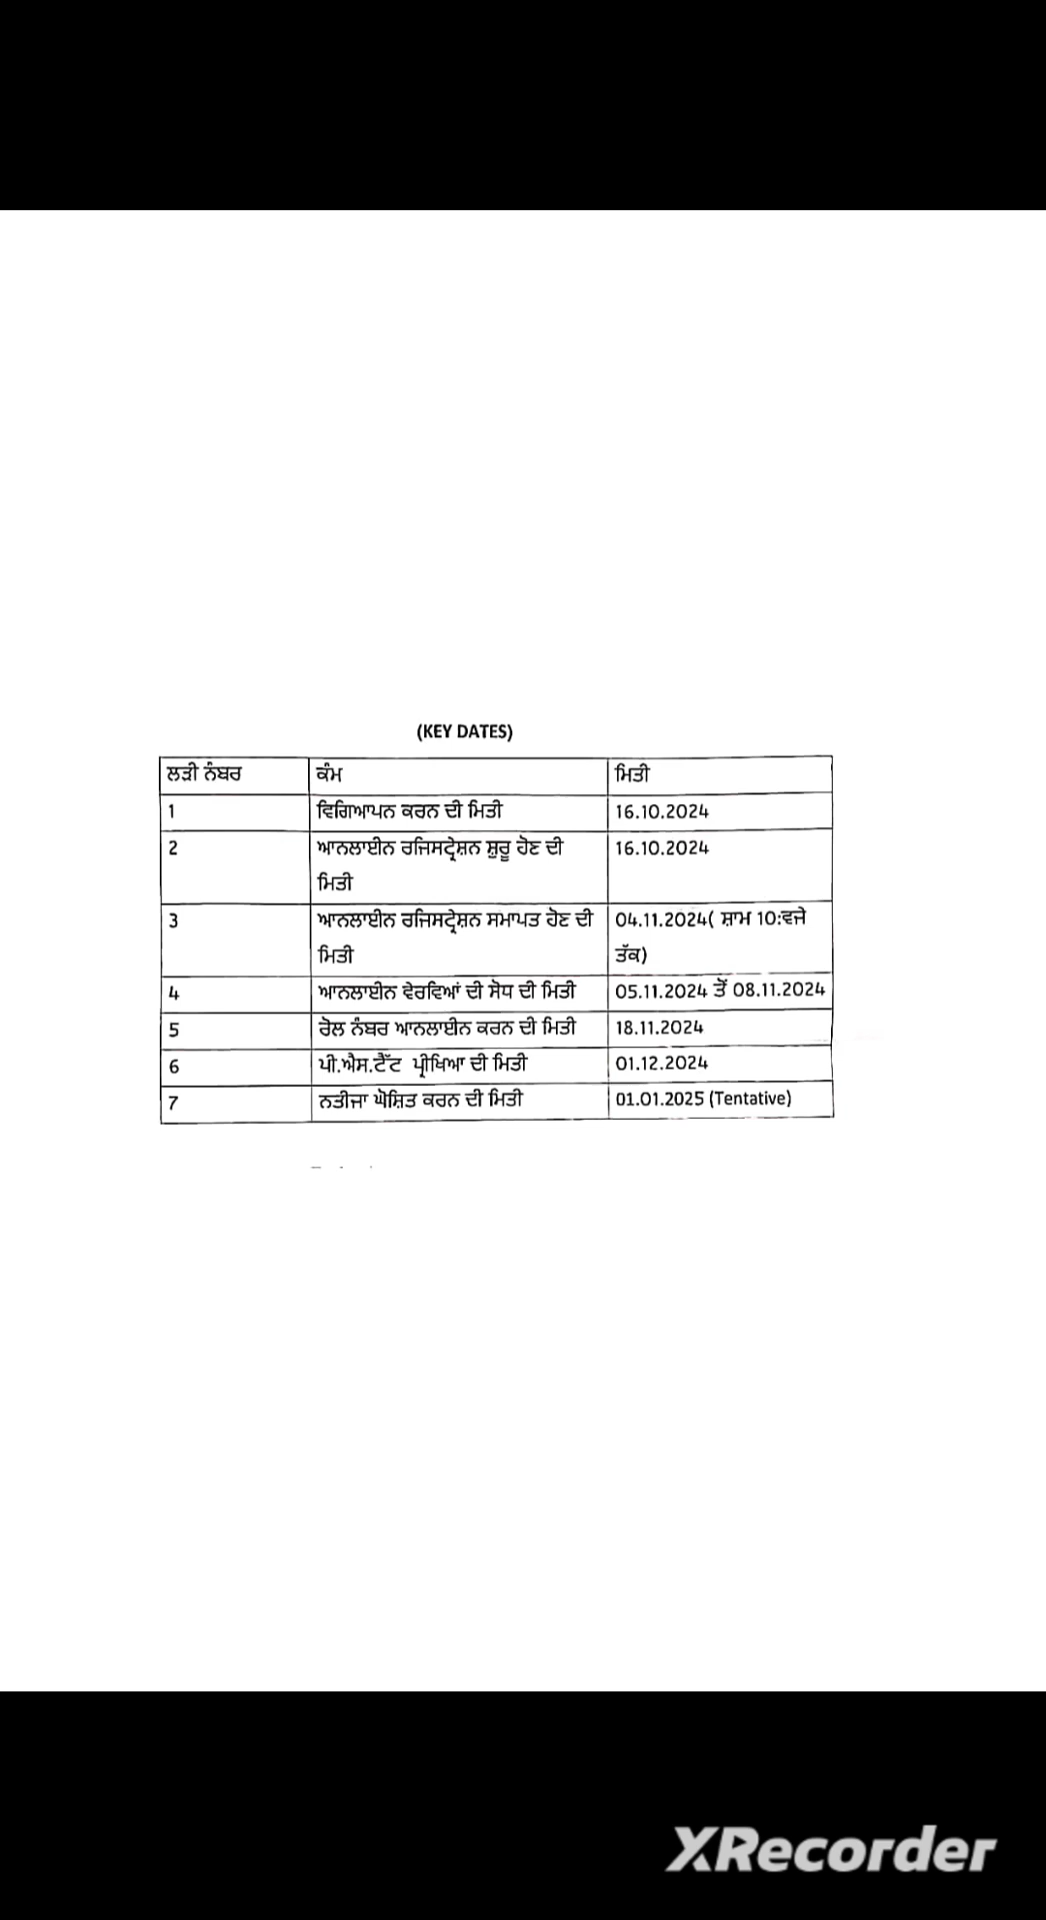 (KEY DATES)
ਲੜੀ ਨੰਬਰ ਕੰਮ ਮਿਤੀ
1 ਵਿਗਿਆਪਨ ਕਰਨ ਦੀ ਮਿਤੀ 16.10.2024
2 ਆਨਲਾਈਨ ਰਜਿਸਟ੍ਰੇਸ਼ਨ ਸ਼ੁਰੂ ਹੋਣ ਦੀ 16.10.2024
ਮਿਤੀ
3 ਆਨਲਾਈਨ ਰਜਿਸਟ੍ਰੇਸ਼ਨ ਸਮਾਪਤ ਹੋਣ ਦੀ 04.11.2024( ਸ਼ਾਮ 10:ਵਜੇ
ਮਿਤੀ ਤੱਕ)
4 ਆਨਲਾਈਨ ਵੇਰਵਿਆਂ ਦੀ ਸੋਧ ਦੀ ਮਿਤੀ 05.11.2024 ਤੋਂ 08.11.2024
5 ਰੋਲ ਨੰਬਰ ਆਨਲਾਈਨ ਕਰਨ ਦੀ ਮਿਤੀ 18.11.2024
6 ਪੀ.ਐਸ.ਟੈੱਟ ਪ੍ਰੀਖਿਆ ਦੀ ਮਿਤੀ 01.12.2024
7 ਨਤੀਜਾ ਘੋਸ਼ਿਤ ਕਰਨ ਦੀ ਮਿਤੀ 01.01.2025 (Tentative)
XRecorder